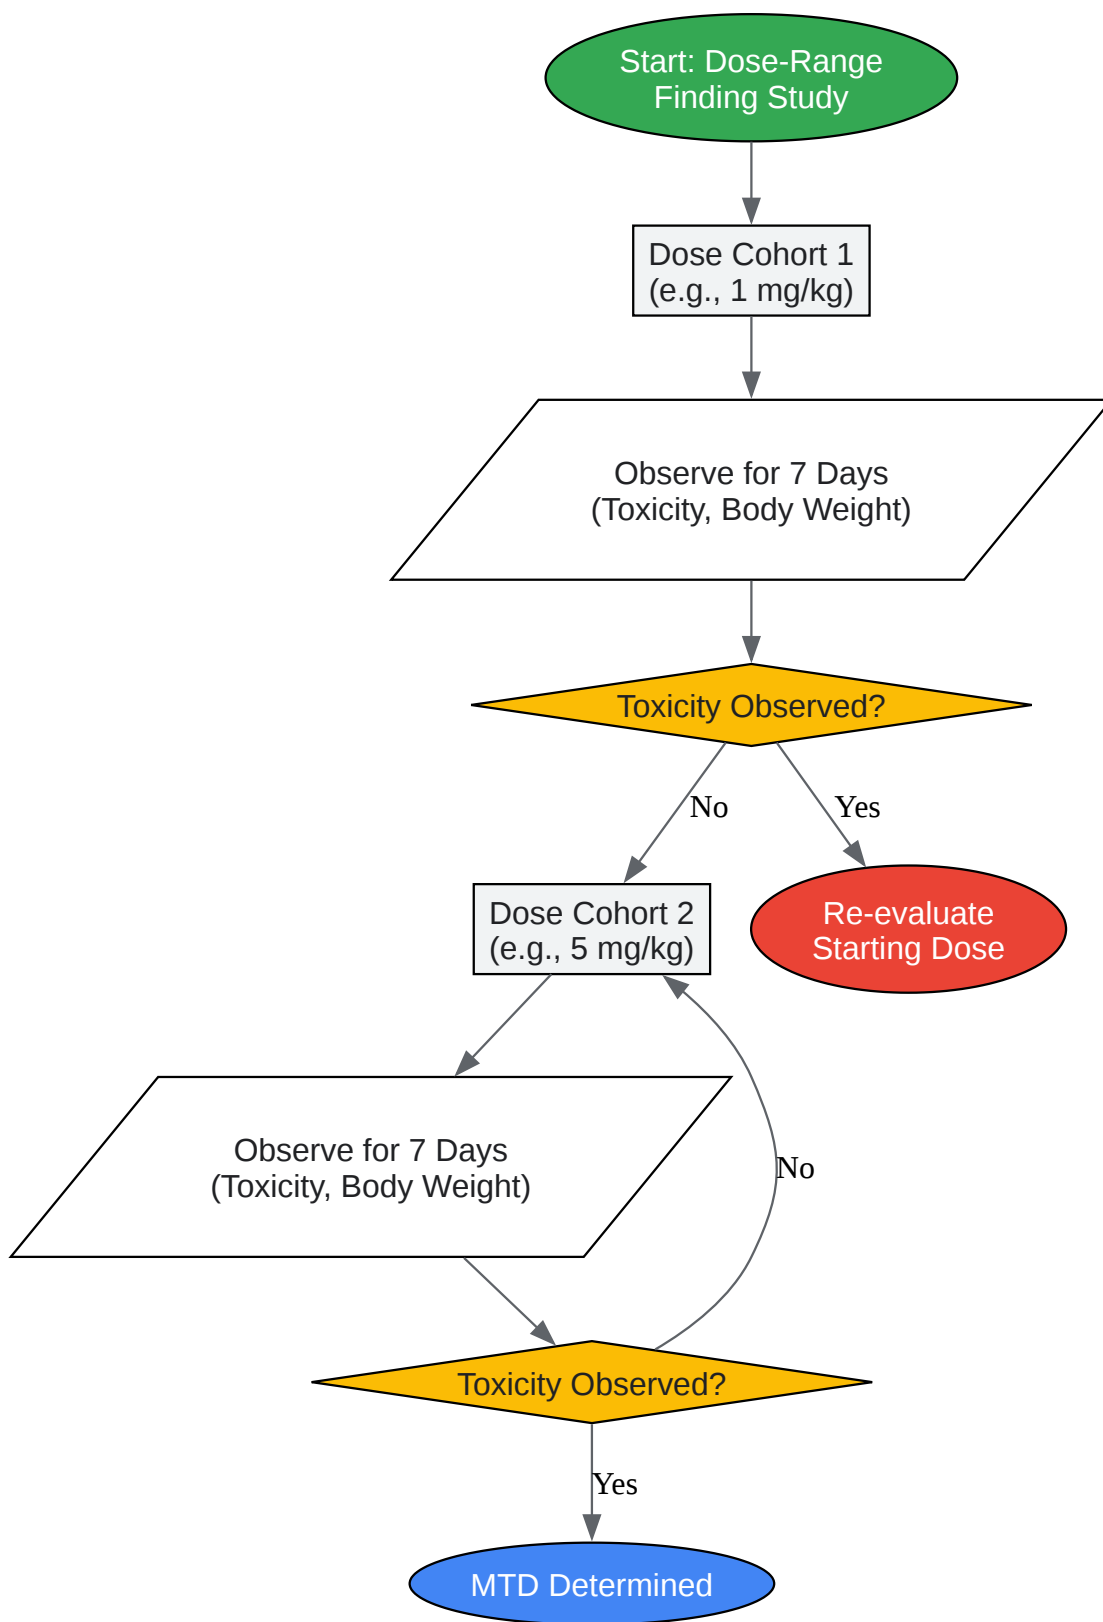 Start: Dose-Range
Finding Study
Dose Cohort 1
(e.g., 1 mg/kg)
Observe for 7 Days
(Toxicity, Body Weight)
Toxicity Observed?
No
Yes
Dose Cohort 2
(e.g., 5 mg/kg)
Re-evaluate
Starting Dose
Observe for 7 Days
(Toxicity, Body Weight)
No
Toxicity Observed?
Yes
MTD Determined